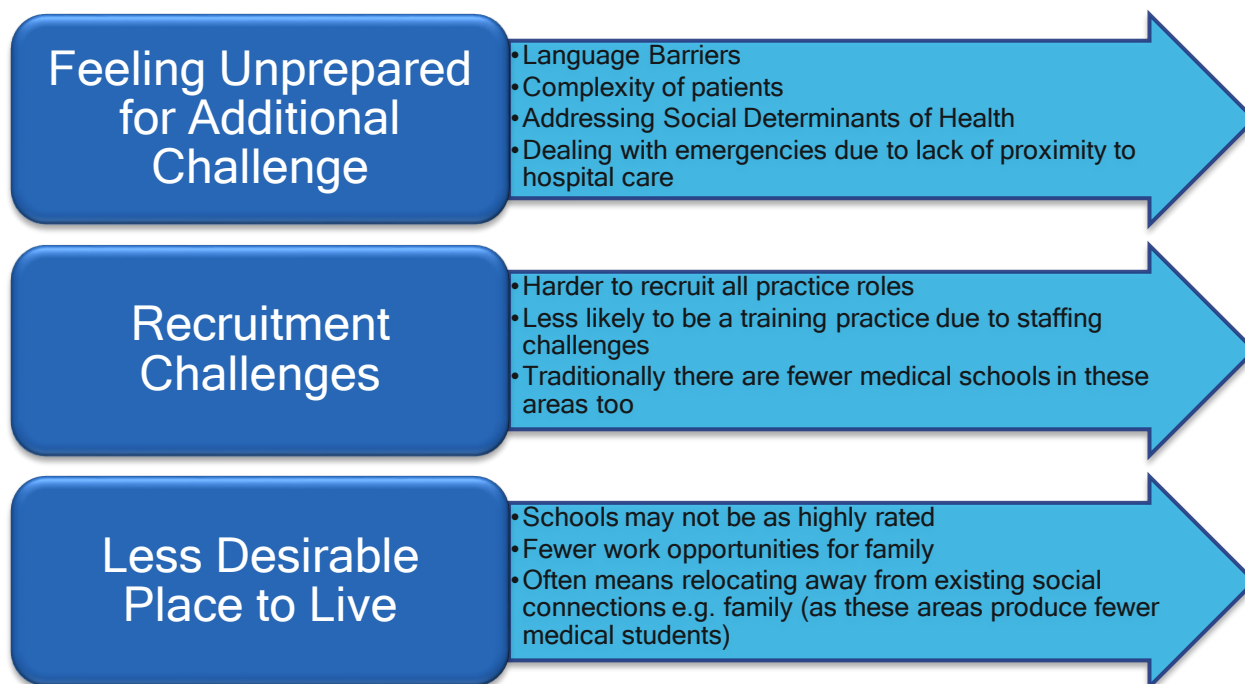 Feeling Unprepared
for Additional
Challenge
•Language Barriers
•Complexity of patients
•Addressing Social Determinants of Health
•Dealing with emergencies due to lack of proximity to
hospital care
Recruitment
Challenges
•Harder to recruit all practice roles
•Less likely to be a training practice due to staffing
challenges
•Traditionally there are fewer medical schools in these
areas too
Less Desirable
Place to Live
•Schools may not be as highly rated
•Fewer work opportunities for family
•Often means relocating away from existing social
connections e.g. family (as these areas produce fewer
medical students)